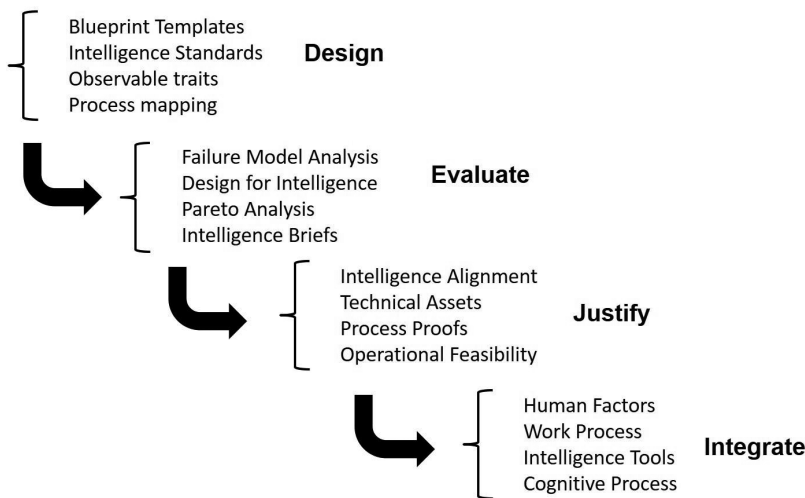 Blueprint Templates
Intelligence Standards
Observable traits
Process mapping
Design
Failure Model Analysis
Design for Intelligence
Pareto Analysis
Intelligence Briefs
Evaluate
Intelligence Alignment
Technical Assets
Process Proofs
Operational Feasibility
Justify
Human Factors
Work Process
Intelligence Tools
Cognitive Process
Integrate